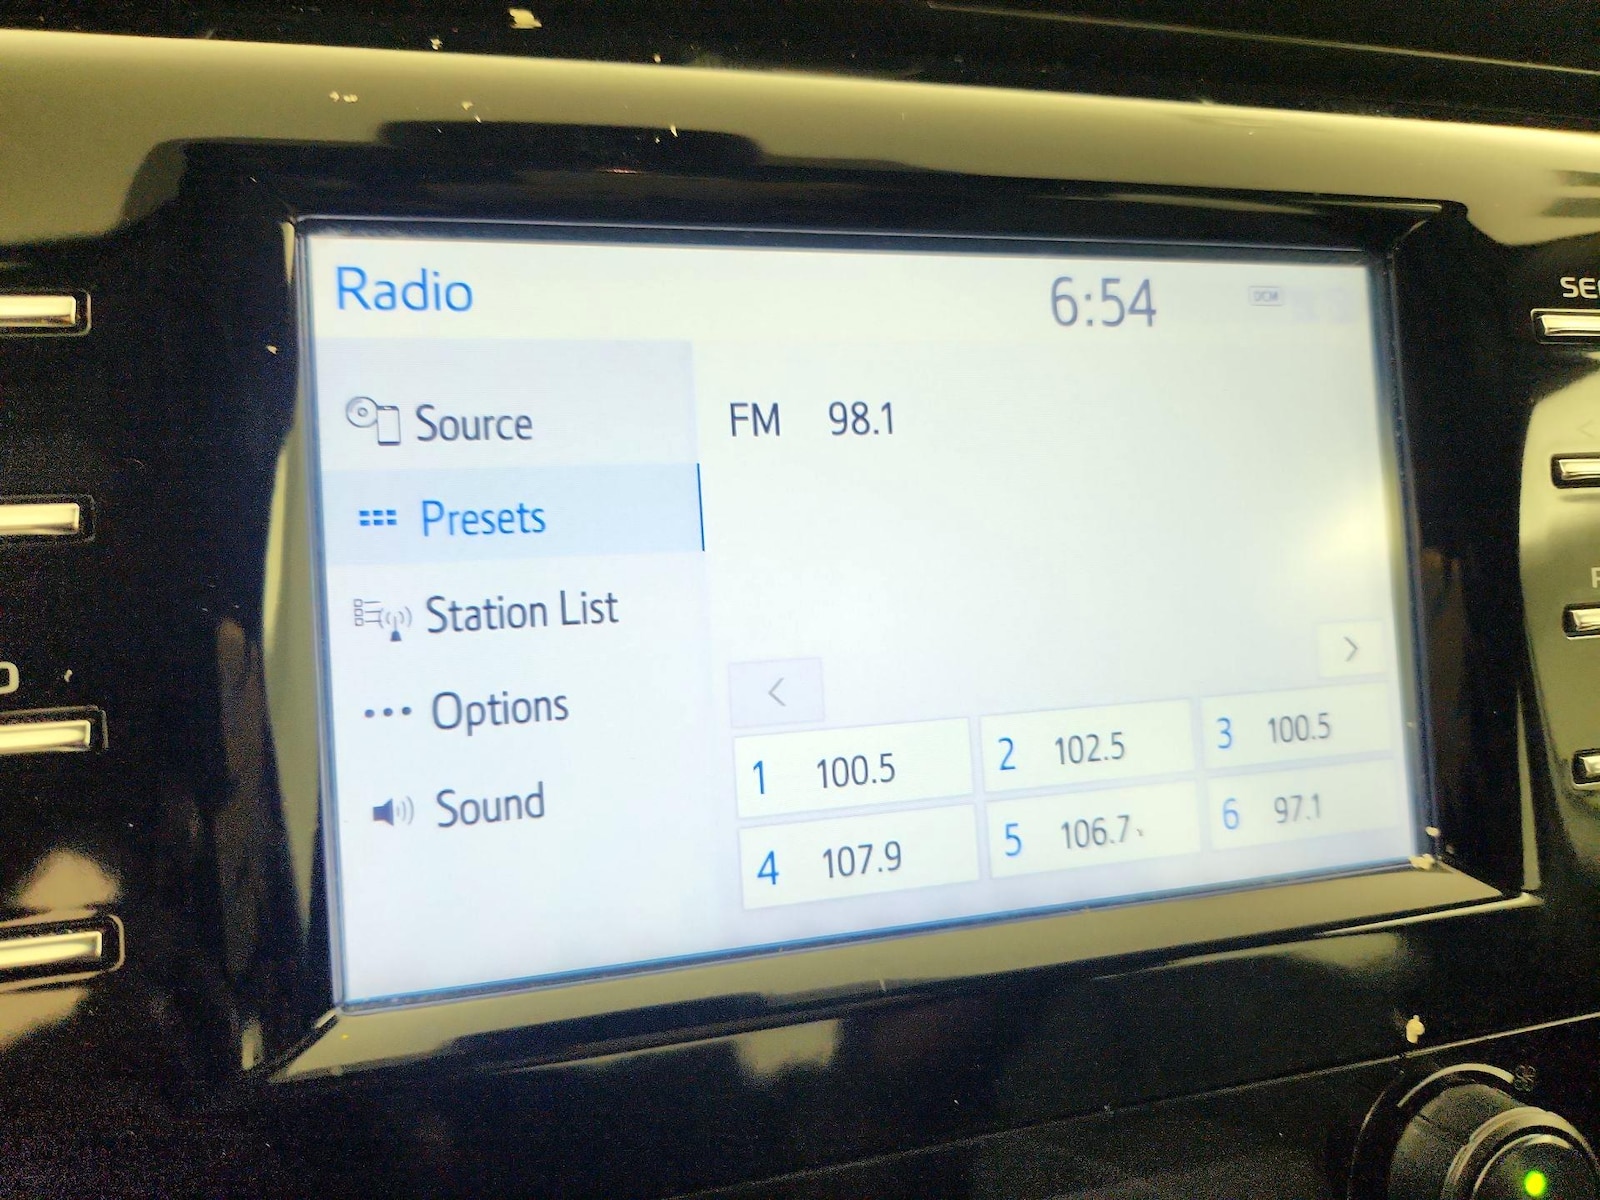 Radio
6:54
DCM
Source
FM 98.1
Presets
Station List
Options
Sound
1 100.5
2 102.5
3 100.5
4 107.9
5 106.7
6 97.1